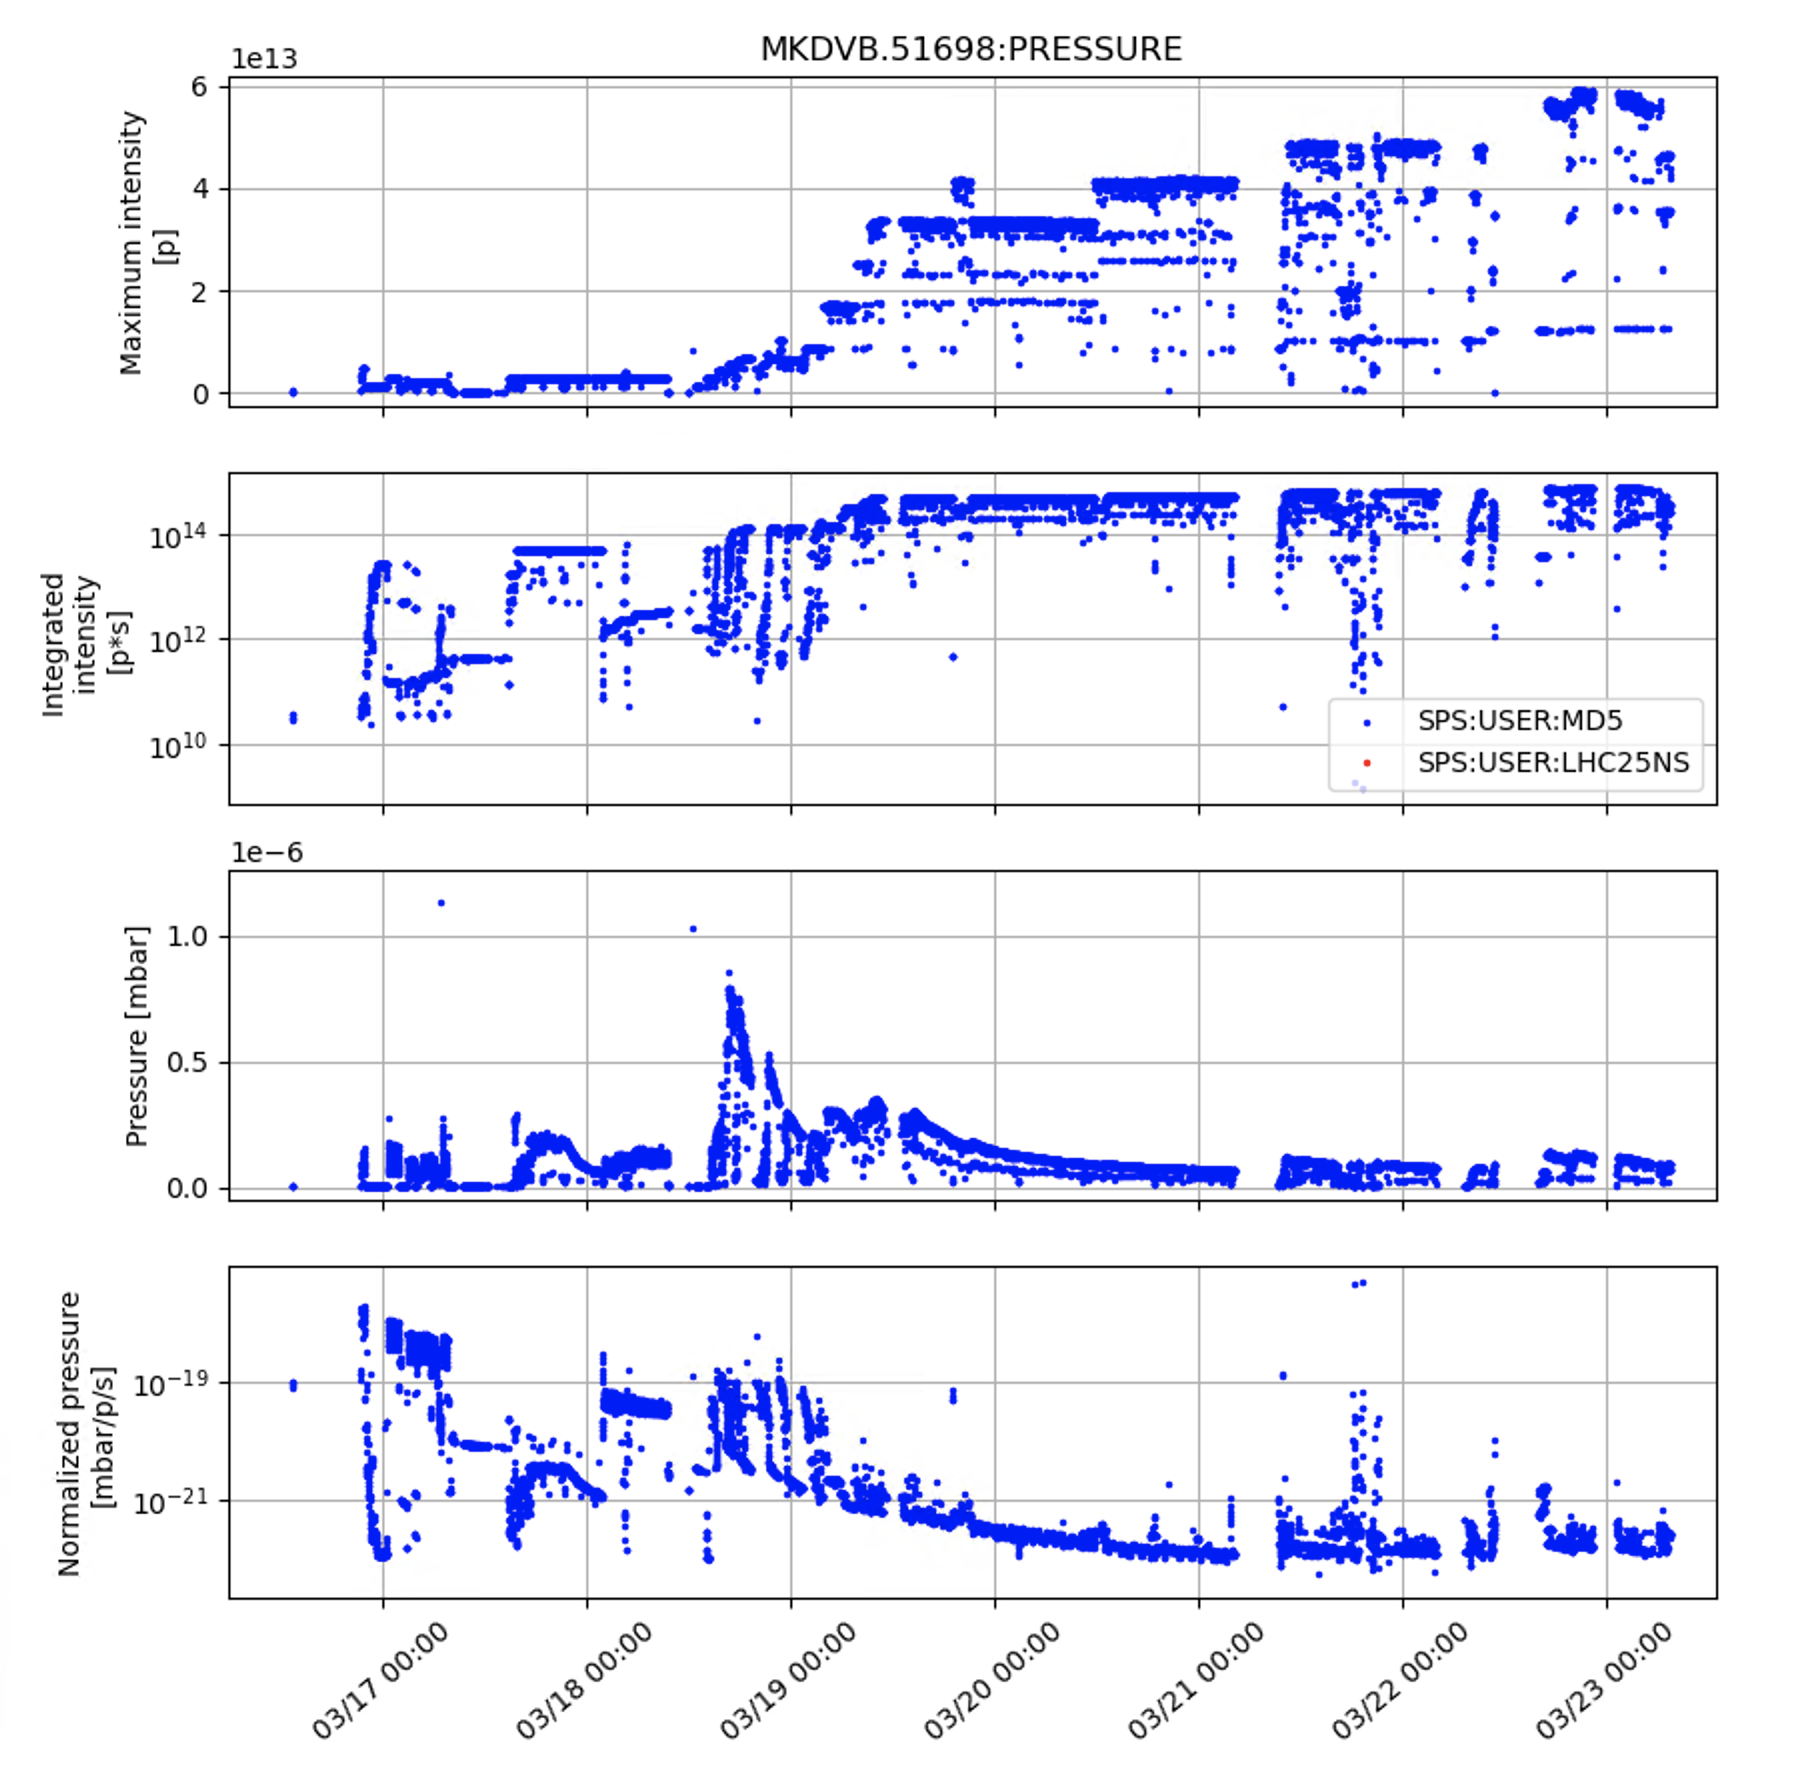 MKDVB.51698:PRESSURE
1e13
6
4
2
0
Maximum intensity
[p]
10^14
10^12
10^10
Integrated
intensity
[p*s]
SPS:USER:MD5
SPS:USER:LHC25NS
1e−6
1.0
0.5
0.0
Pressure [mbar]
10^−19
10^−21
Normalized pressure
[mbar/p/s]
03/17 00:00
03/18 00:00
03/19 00:00
03/20 00:00
03/21 00:00
03/22 00:00
03/23 00:00